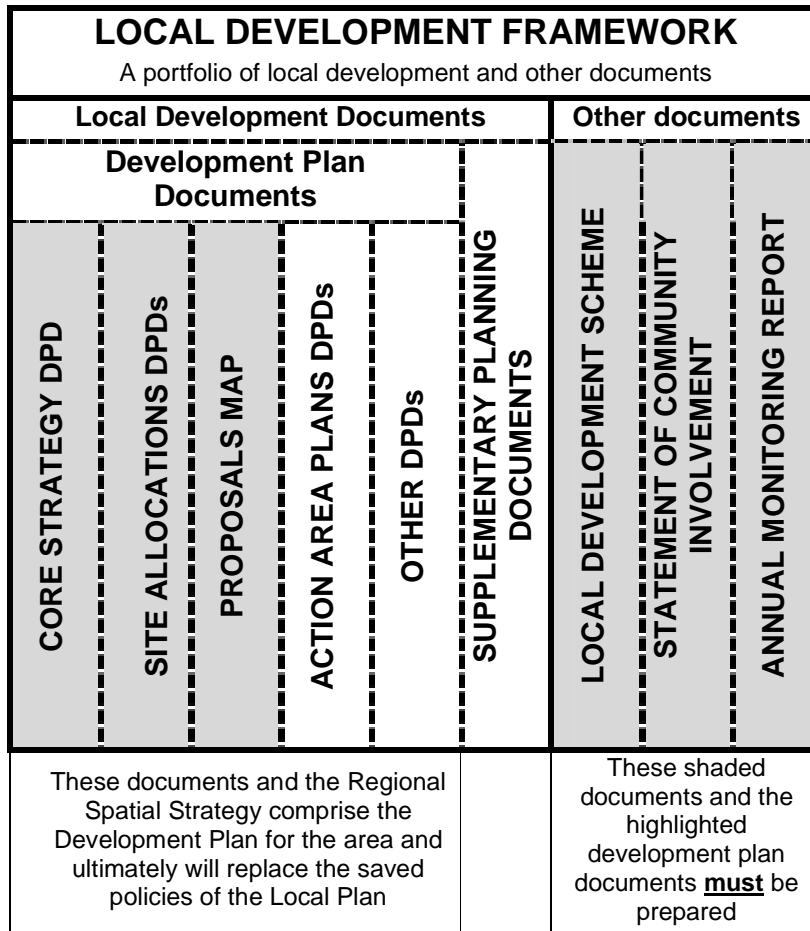 LOCAL DEVELOPMENT FRAMEWORK
A portfolio of local development and other documents
Local Development Documents
Other documents
Development Plan
Documents
CORE STRATEGY DPD
SITE ALLOCATIONS DPDs
PROPOSALS MAP
ACTION AREA PLANS DPDs
OTHER DPDs
SUPPLEMENTARY PLANNING
DOCUMENTS
LOCAL DEVELOPMENT SCHEME
STATEMENT OF COMMUNITY
INVOLVEMENT
ANNUAL MONITORING REPORT
These documents and the Regional
Spatial Strategy comprise the
Development Plan for the area and
ultimately will replace the saved
policies of the Local Plan
These shaded
documents and the
highlighted
development plan
documents must be
prepared